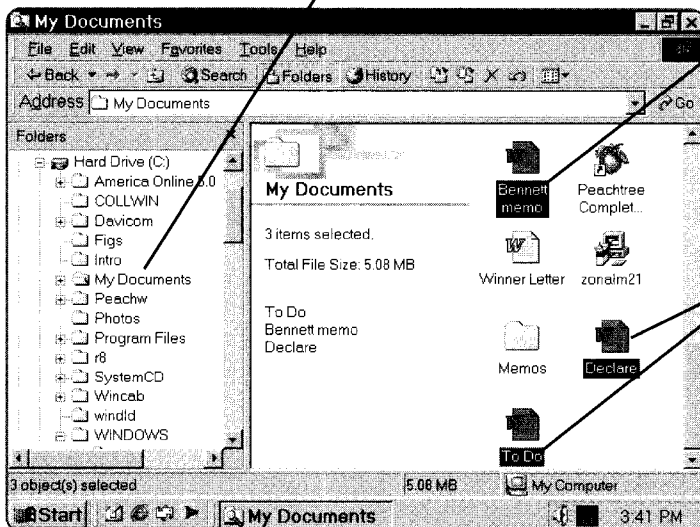 My Documents
File Edit View Favorites Tools Help
Back Search Folders History
Address My Documents Go
Folders
Hard Drive (C:)
America Online 5.0
COLLWIN
Davicom
Figs
Intro
My Documents
Peachw
Photos
Program Files
r8
SystemCD
Wincab
windld
WINDOWS
My Documents
3 items selected.
Total File Size: 5.08 MB
To Do
Bennett memo
Declare
Bennett
memo
Peachtree
Complet...
Winner Letter
zonaim21
Memos
Declare
To Do
3 object(s) selected 5.08 MB My Computer
Start My Documents 3:41 PM